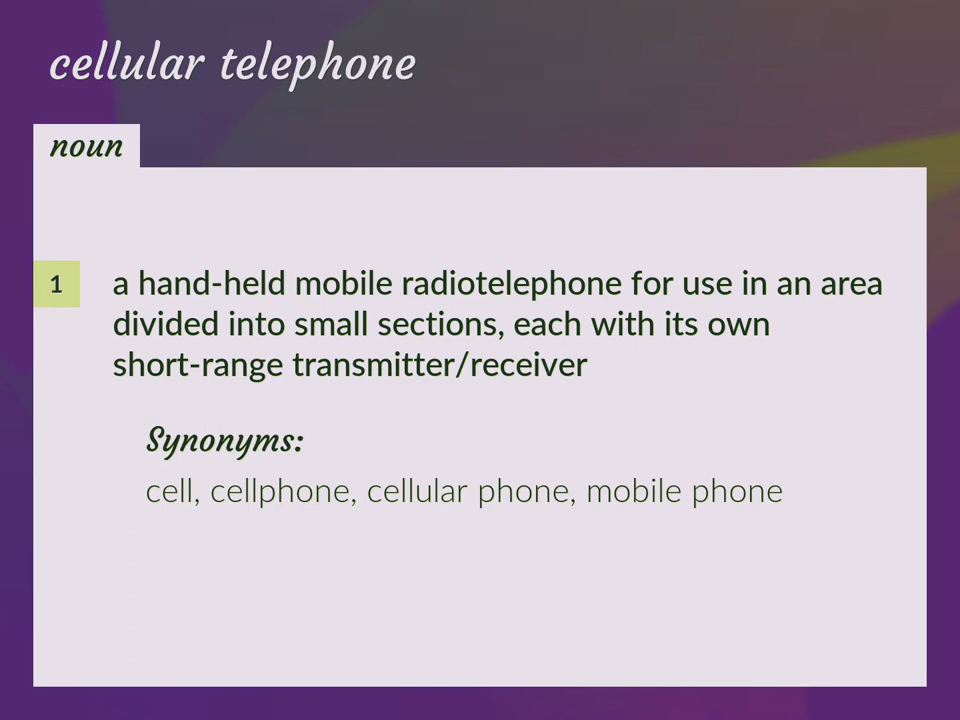 cellular telephone
noun
1
a hand-held mobile radiotelephone for use in an area
divided into small sections, each with its own
short-range transmitter/receiver
Synonyms:
cell, cellphone, cellular phone, mobile phone